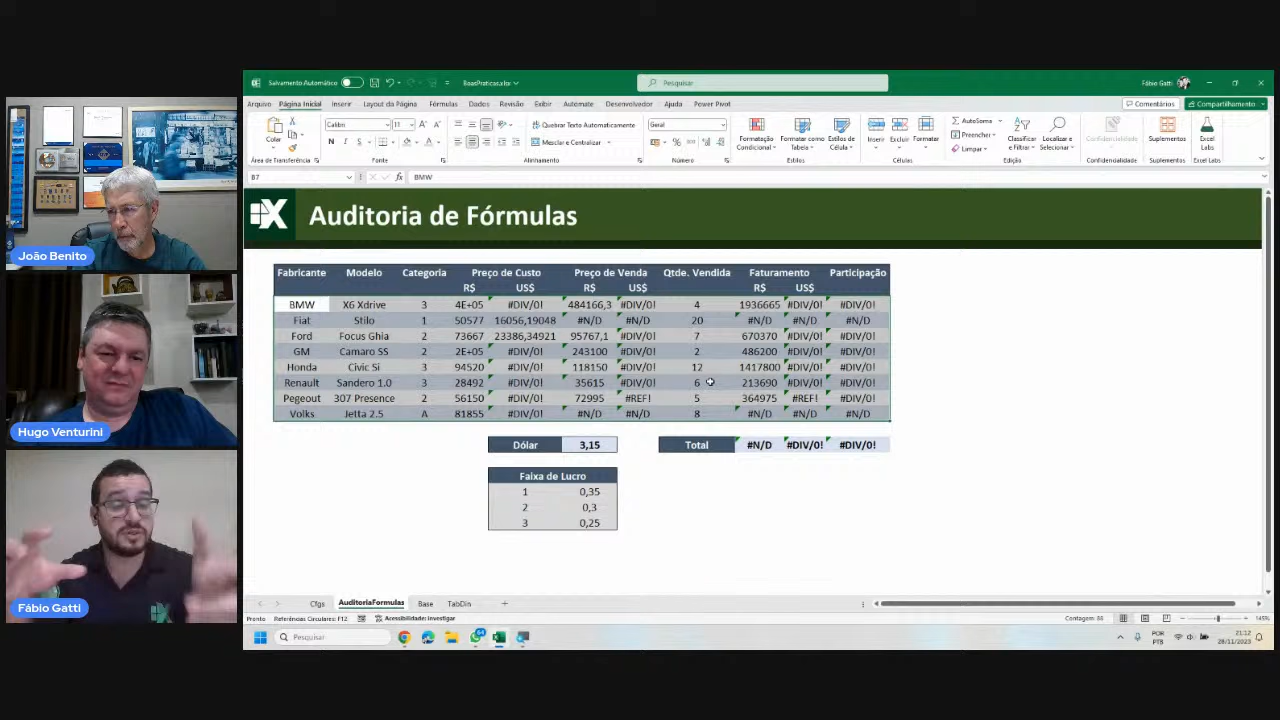 João Benito
Hugo Venturini
Fábio Gatti
Salvamento Automático
BoasPraticas.xlsx
Pesquisar
Fábio Gatti
Arquivo Página Inicial Inserir Layout da Página Fórmulas Dados Revisão Exibir Automate Desenvolvedor Ajuda Power Pivot
Comentários Compartilhamento
Colar
Calibri 11
Quebrar Texto Automaticamente
Mesclar e Centralizar
Geral
Formatação Condicional
Formatar como Tabela
Estilos de Célula
Inserir Excluir Formatar
AutoSoma
Preencher
Limpar
Classificar e Filtrar
Localizar e Selecionar
Confidencialidade
Suplementos
Excel Labs
Área de Transferência Fonte Alinhamento Número Estilos Células Edição Confidencialidade Suplementos Excel Labs
B7 fx BMW
Auditoria de Fórmulas
Fabricante Modelo Categoria Preço de Custo Preço de Venda Qtde. Vendida Faturamento Participação
R$ US$ R$ US$ R$ US$
BMW X6 Xdrive 3 4E+05 #DIV/0! 484166,3 #DIV/0! 4 1936665 #DIV/0! #DIV/0!
Fiat Stilo 1 50577 16056,19048 #N/D #N/D 20 #N/D #N/D #N/D
Ford Focus Ghia 2 73667 23386,34921 95767,1 #DIV/0! 7 670370 #DIV/0! #DIV/0!
GM Camaro SS 2 2E+05 #DIV/0! 243100 #DIV/0! 2 486200 #DIV/0! #DIV/0!
Honda Civic Si 3 94520 #DIV/0! 118150 #DIV/0! 12 1417800 #DIV/0! #DIV/0!
Renault Sandero 1.0 3 28492 #DIV/0! 35615 #DIV/0! 6 213690 #DIV/0! #DIV/0!
Pegeout 307 Presence 2 56150 #DIV/0! 72995 #REF! 5 364975 #REF! #DIV/0!
Volks Jetta 2.5 A 81855 #DIV/0! #N/D #N/D 8 #N/D #N/D #N/D
Dólar 3,15 Total #N/D #DIV/0! #DIV/0!
Faixa de Lucro
1 0,35
2 0,3
3 0,25
Cfgs AuditoriaFormulas Base TabDin
Pronto Referências Circulares: F12 Acessibilidade: investigar
145%
Pesquisar
POR
PTB
21:12
28/11/2023